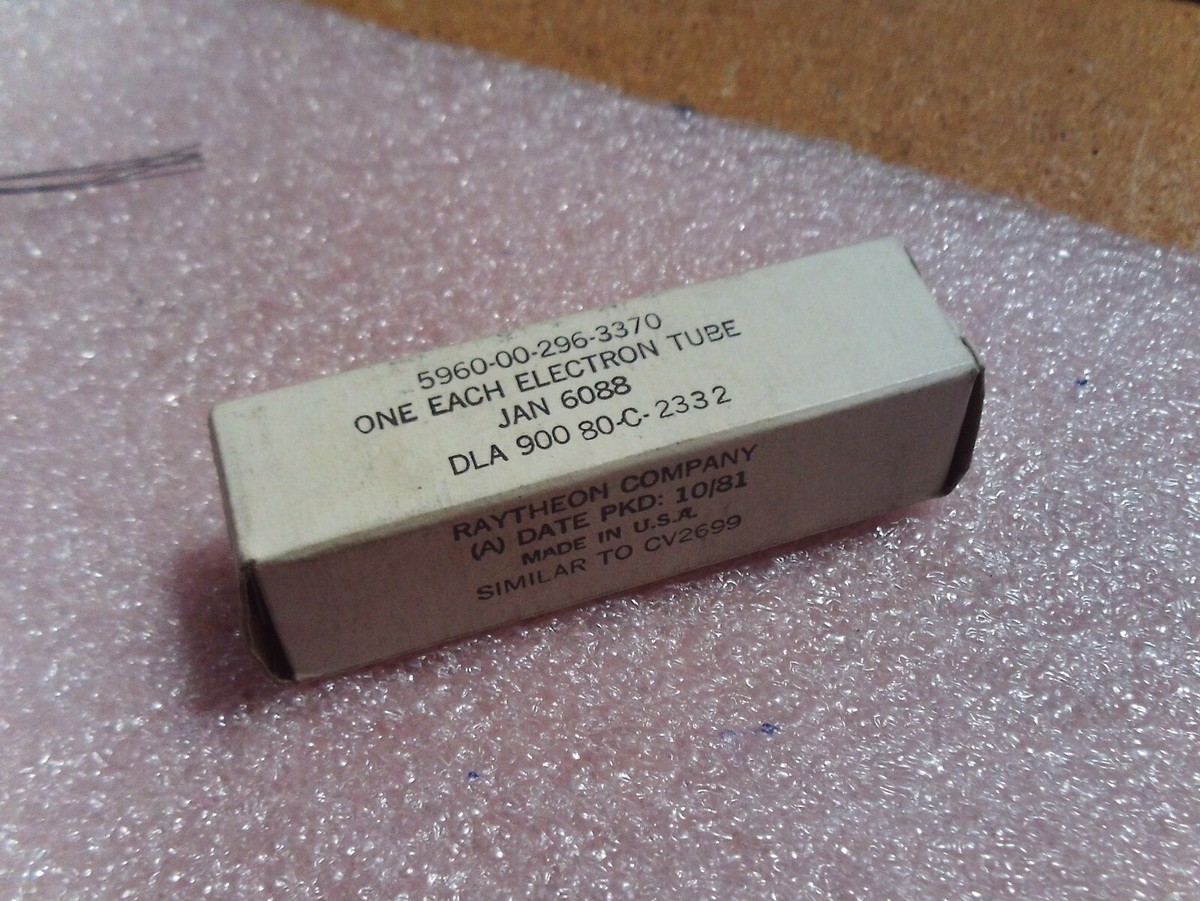 5960-00-296-3370
ONE EACH ELECTRON TUBE
JAN 6088
DLA 900 80-C-2332
RAYTHEON COMPANY
(A) DATE PKD: 10/81
MADE IN U.S.A.
SIMILAR TO CV2699